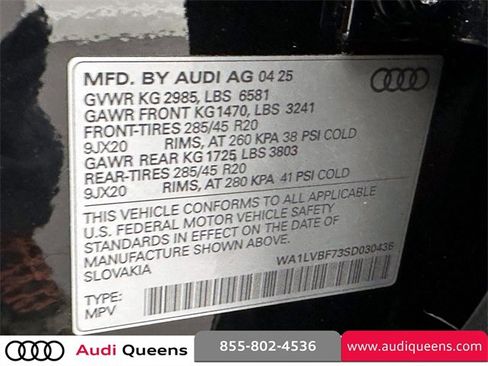 MFD. BY AUDI AG 04 25
GVWR KG 2985, LBS 6581
GAWR FRONT KG1470, LBS 3241
FRONT-TIRES 285/45 R20
9JX20 RIMS, AT 260 KPA 38 PSI COLD
GAWR REAR KG 1725 LBS 3803
REAR-TIRES 285/45 R20
9JX20 RIMS, AT 280 KPA 41 PSI COLD
THIS VEHICLE CONFORMS TO ALL APPLICABLE
U.S. FEDERAL MOTOR VEHICLE SAFETY
STANDARDS IN EFFECT ON THE DATE OF
MANUFACTURE SHOWN ABOVE.
SLOVAKIA
WA1LVBF73SD030436
TYPE:
MPV
Audi Queens
855-802-4536
www.audiqueens.com